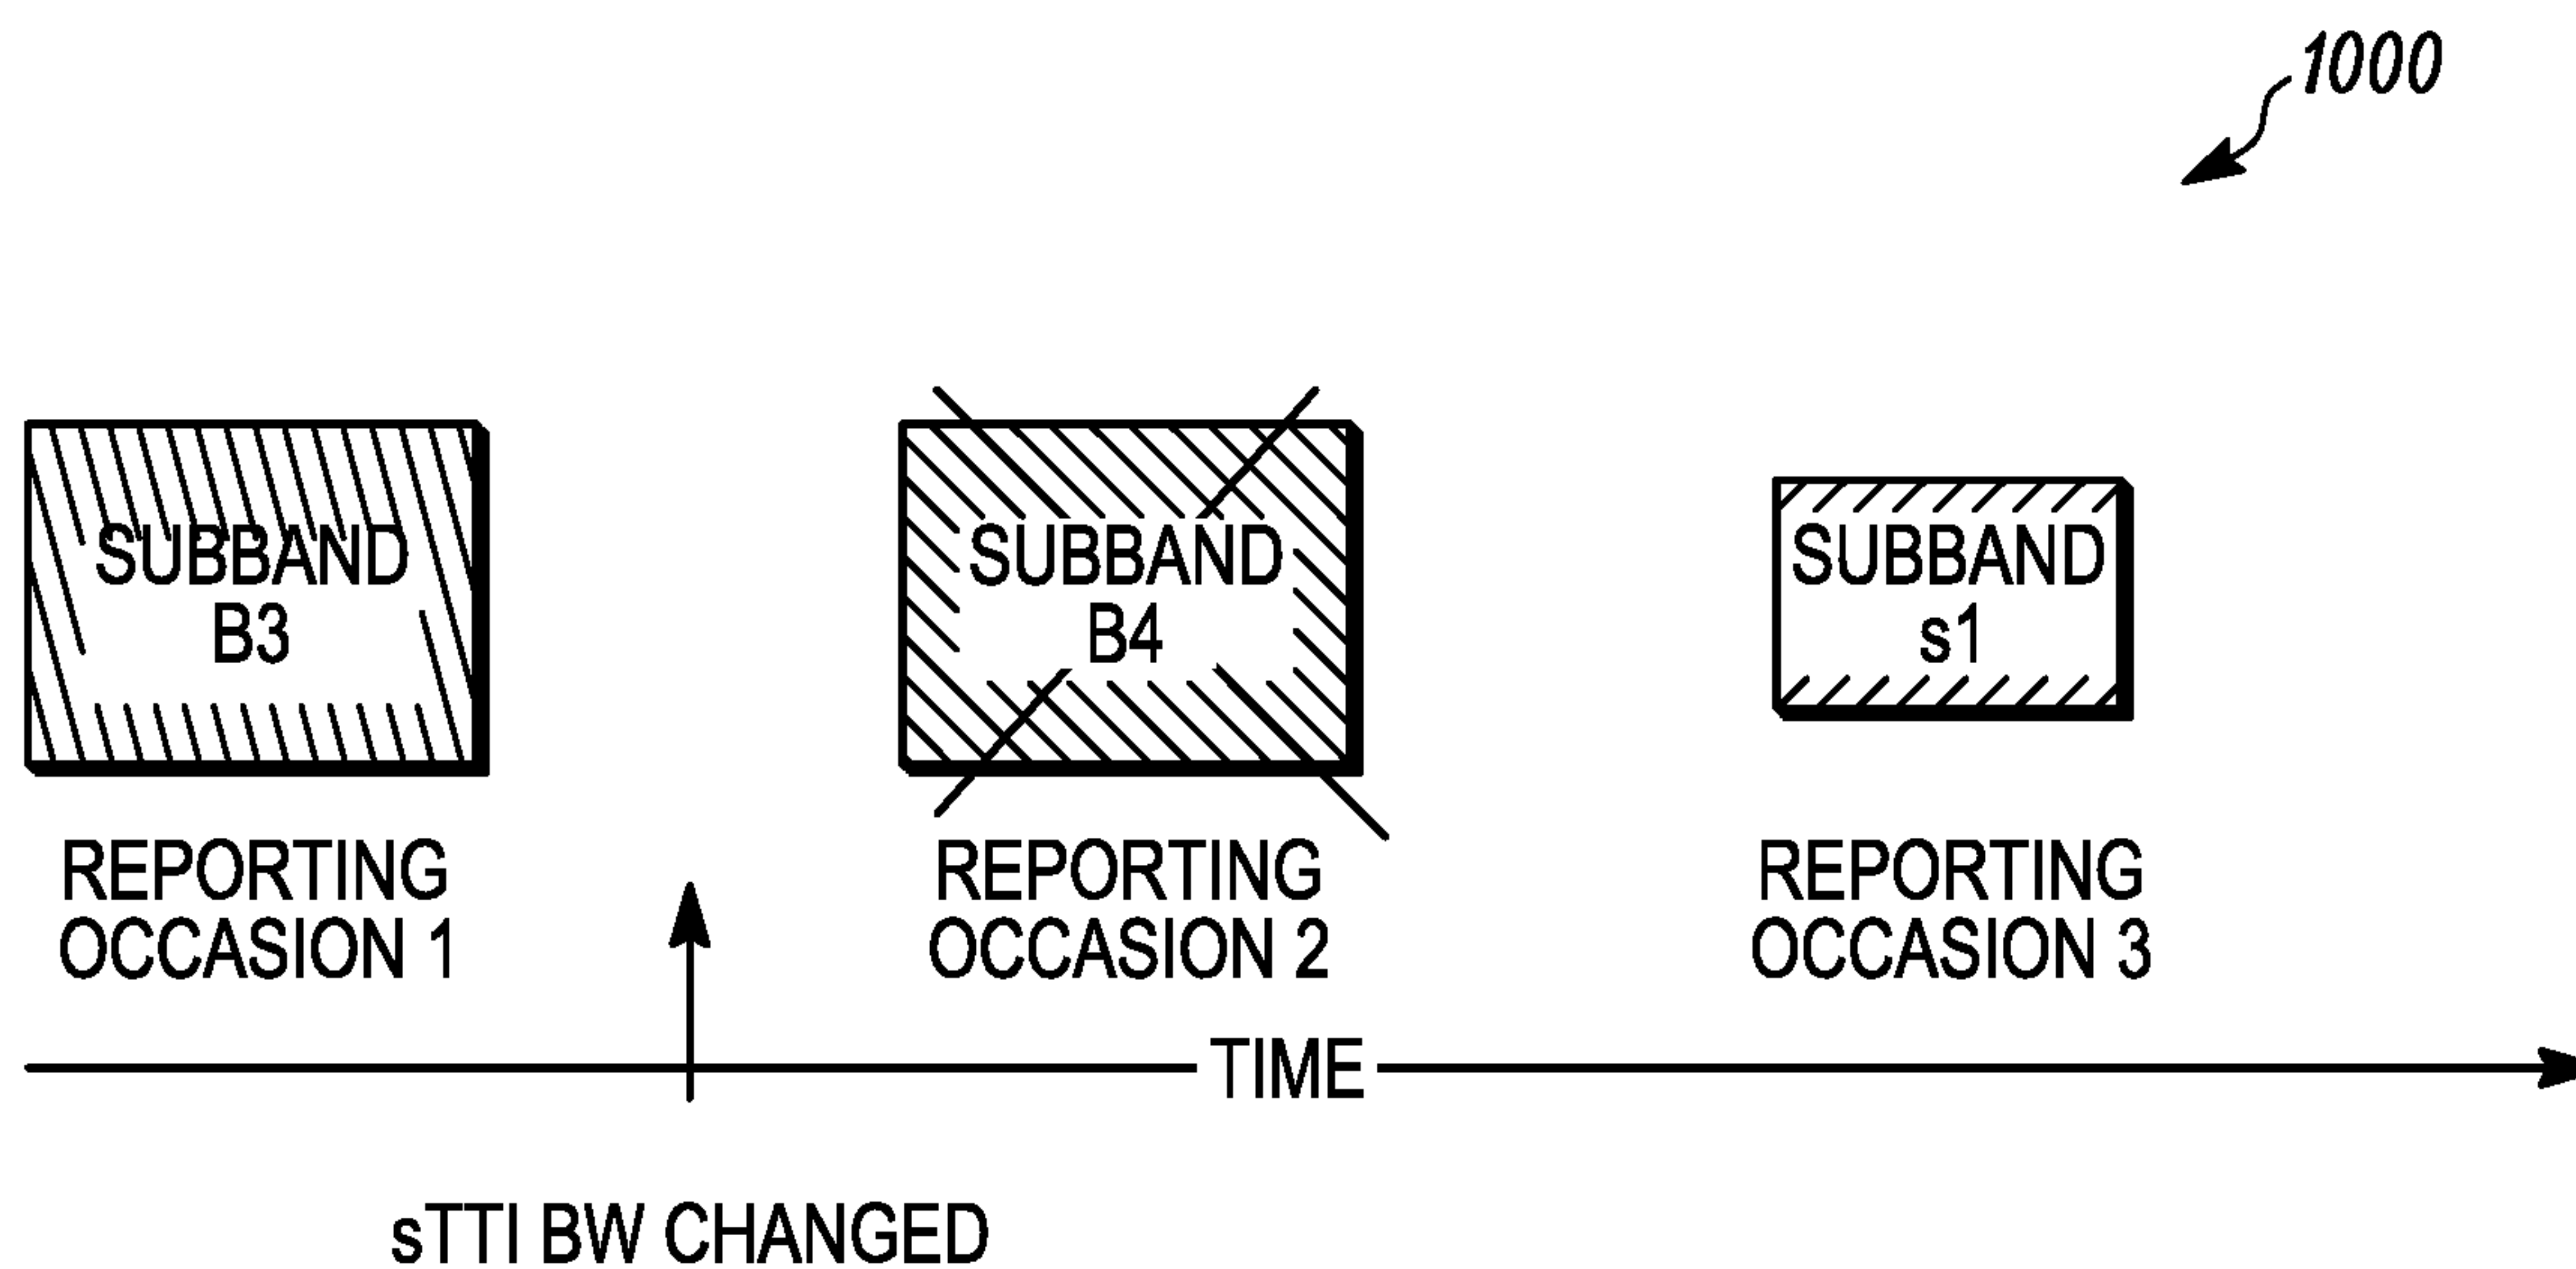 1000
SUBBAND
B3
SUBBAND
B4
SUBBAND
s1
REPORTING
OCCASION 1
REPORTING
OCCASION 2
REPORTING
OCCASION 3
TIME
sTTI BW CHANGED